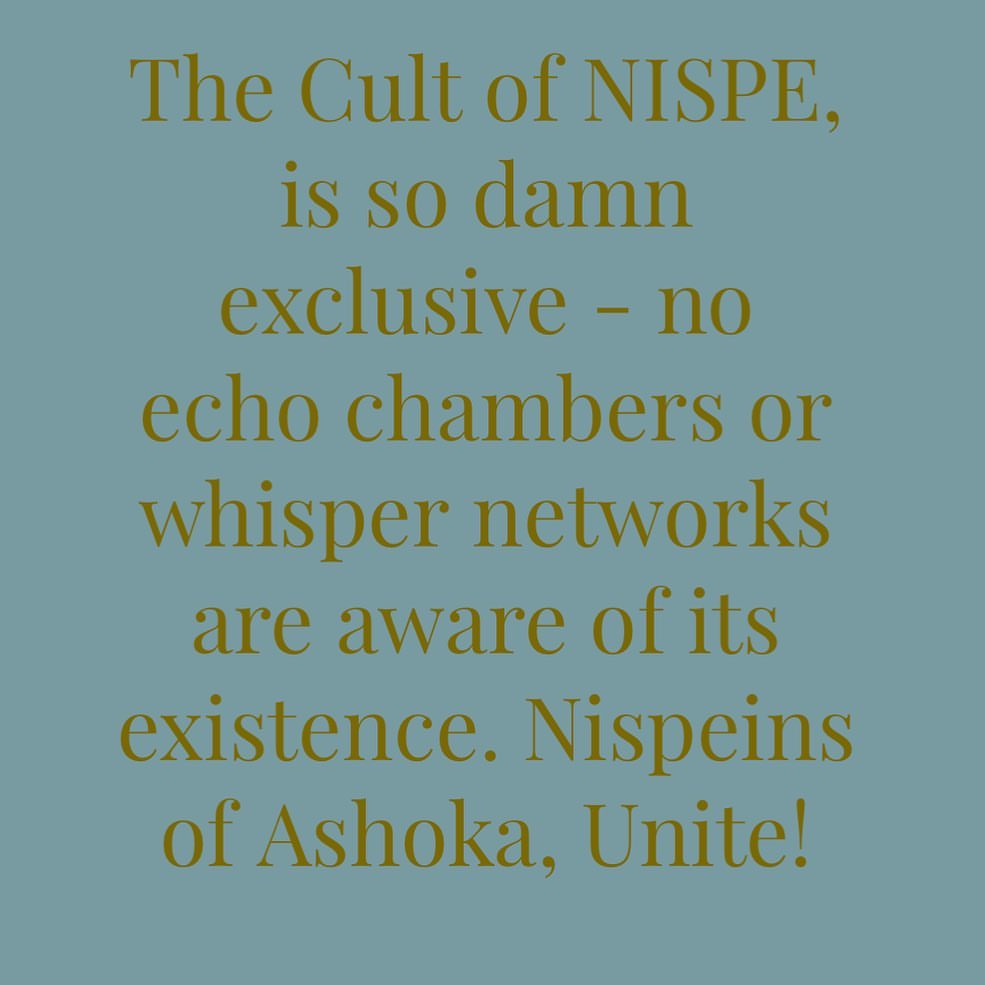 The Cult of NISPE,
is so damn
exclusive - no
echo chambers or
whisper networks
are aware of its
existence. Nispeins
of Ashoka, Unite!